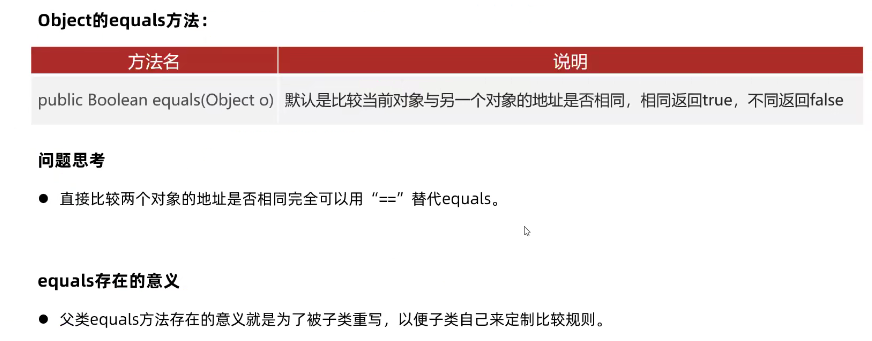 Object的equals方法：
方法名 说明
public Boolean equals(Object o) 默认是比较当前对象与另一个对象的地址是否相同，相同返回true，不同返回false
问题思考
● 直接比较两个对象的地址是否相同完全可以用“==”替代equals。
equals存在的意义
● 父类equals方法存在的意义就是为了被子类重写，以便子类自己来定制比较规则。